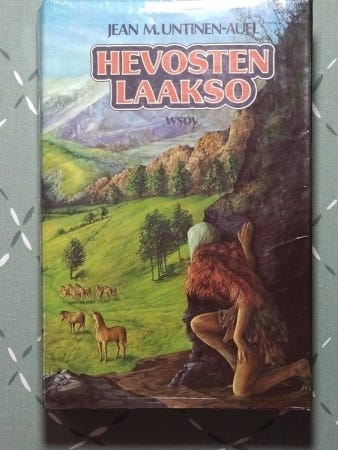 JEAN M. UNTINEN-AUEL
HEVOSTEN
LAAKSO
WSOY